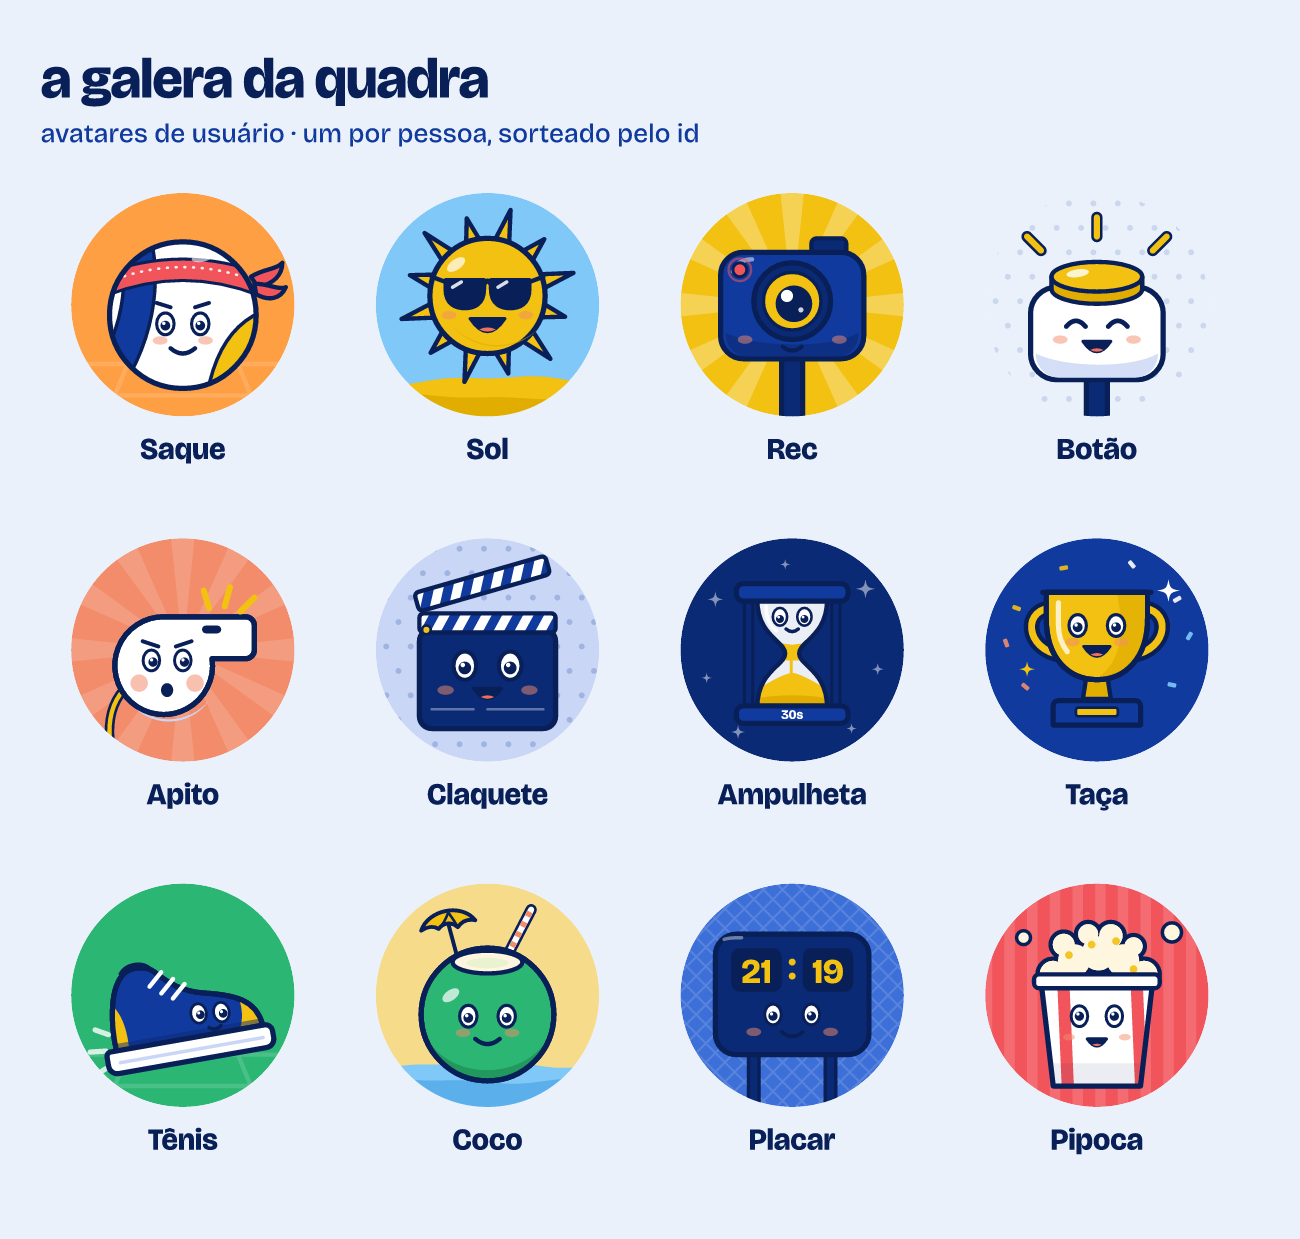 a galera da quadra
avatares de usuário · um por pessoa, sorteado pelo id
Saque
Sol
Rec
Botão
30s
Apito
Claquete
Ampulheta
Taça
21 : 19
Tênis
Coco
Placar
Pipoca